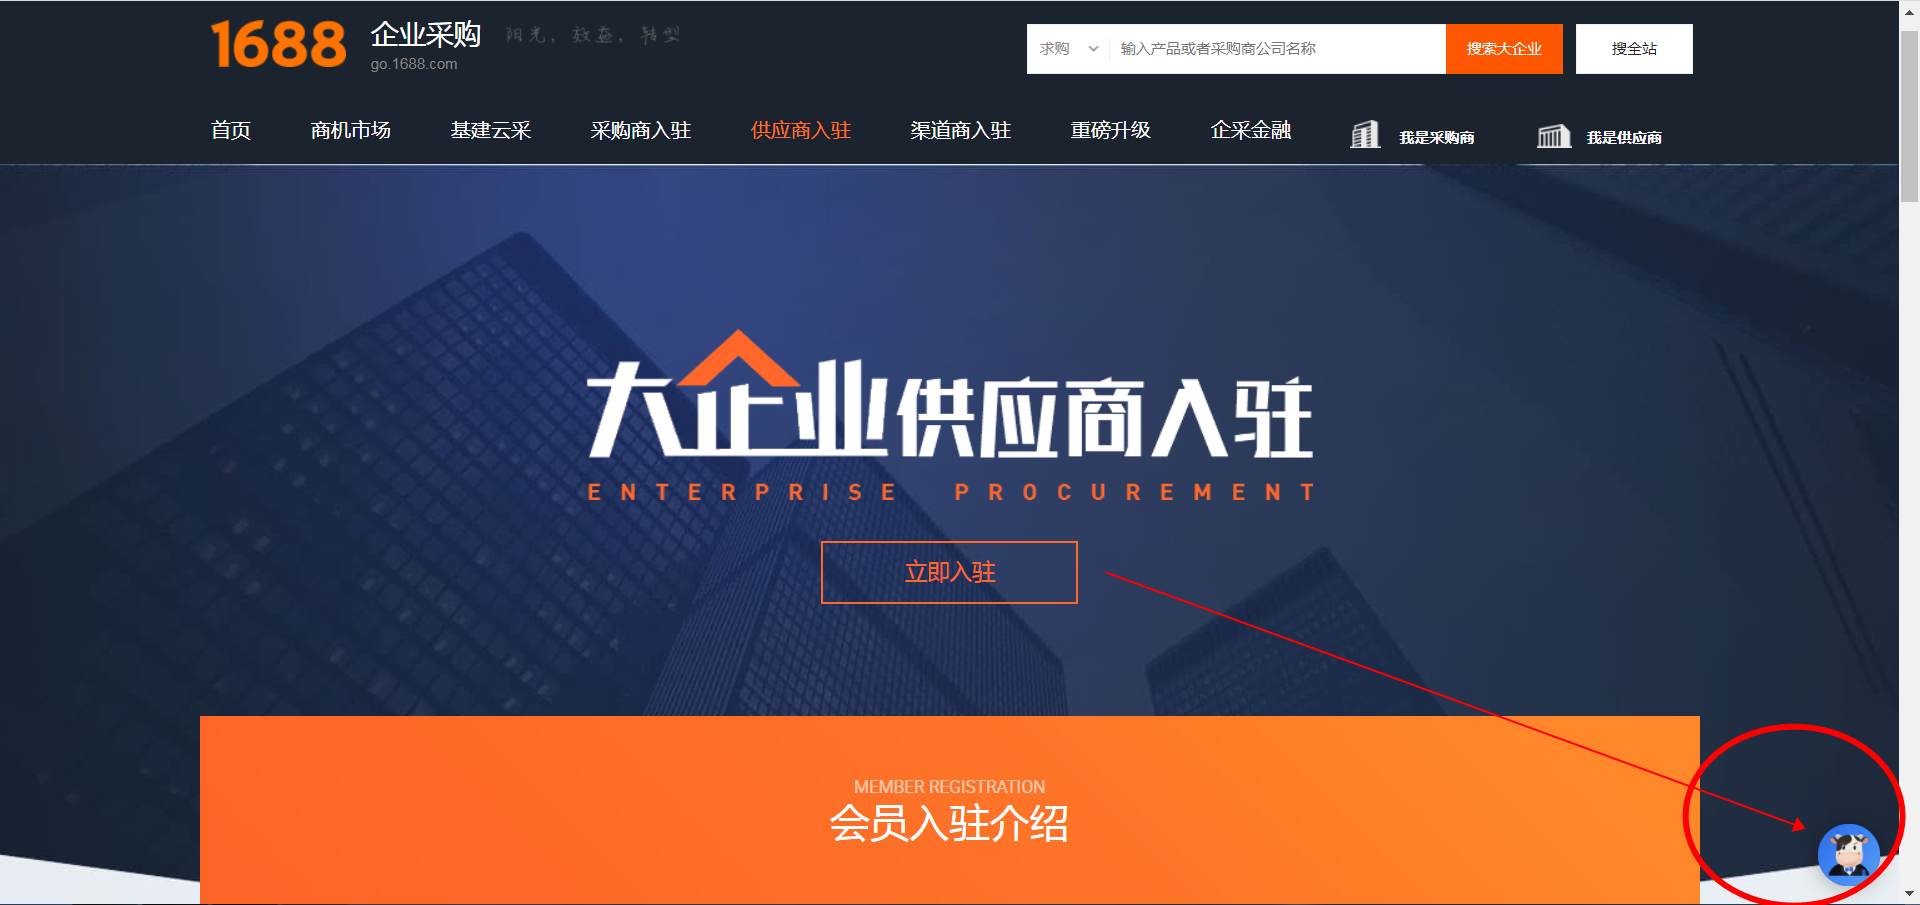 1688 企业采购 阳光，效益，转型
go.1688.com
求购 输入产品或者采购商公司名称 搜索大企业 搜全站
首页 商机市场 基建云采 采购商入驻 供应商入驻 渠道商入驻 重磅升级 企采金融 我是采购商 我是供应商
大企业供应商入驻
ENTERPRISE PROCUREMENT
立即入驻
MEMBER REGISTRATION
会员入驻介绍